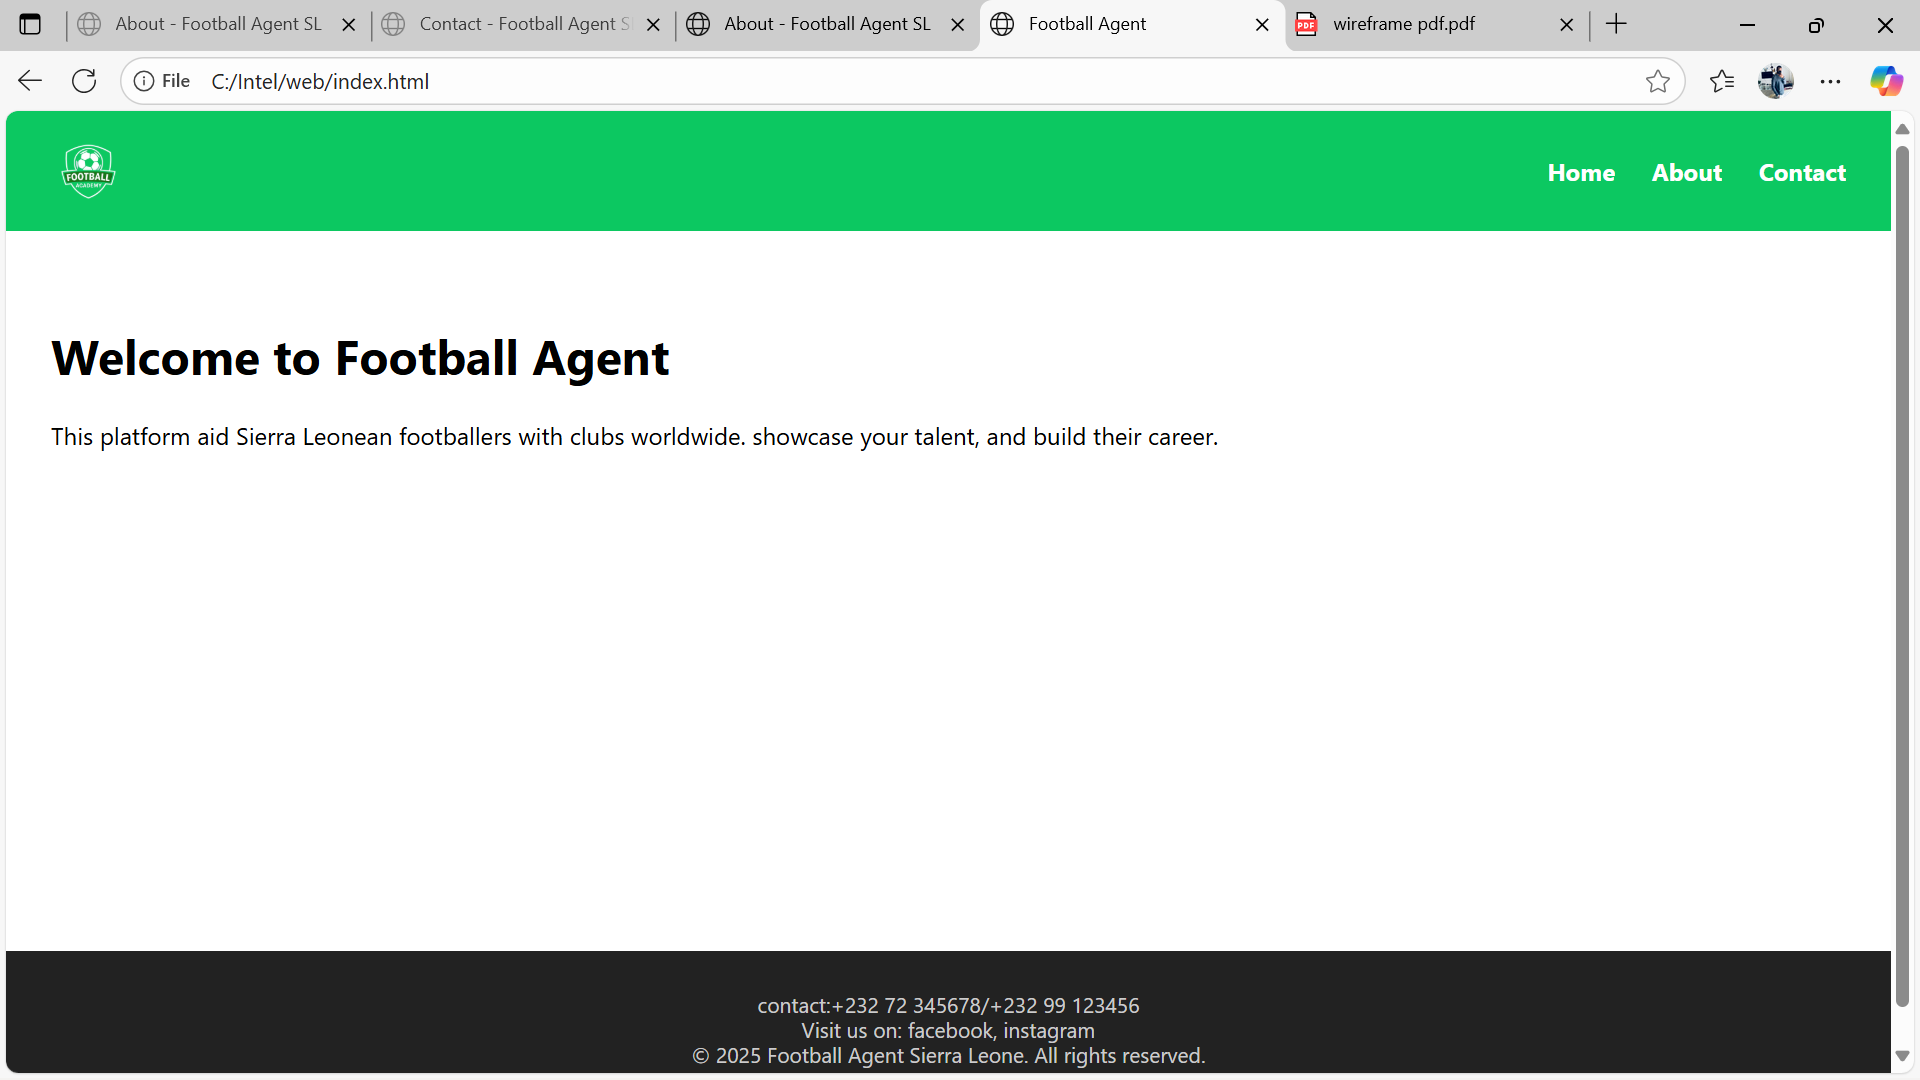 About - Football Agent SL
Contact - Football Agent S
About - Football Agent SL
Football Agent
PDF
wireframe pdf.pdf
File
C:/Intel/web/index.html
FOOTBALL
ACADEMY
Home
About
Contact
Welcome to Football Agent
This platform aid Sierra Leonean footballers with clubs worldwide. showcase your talent, and build their career.
contact:+232 72 345678/+232 99 123456
Visit us on: facebook, instagram
© 2025 Football Agent Sierra Leone. All rights reserved.